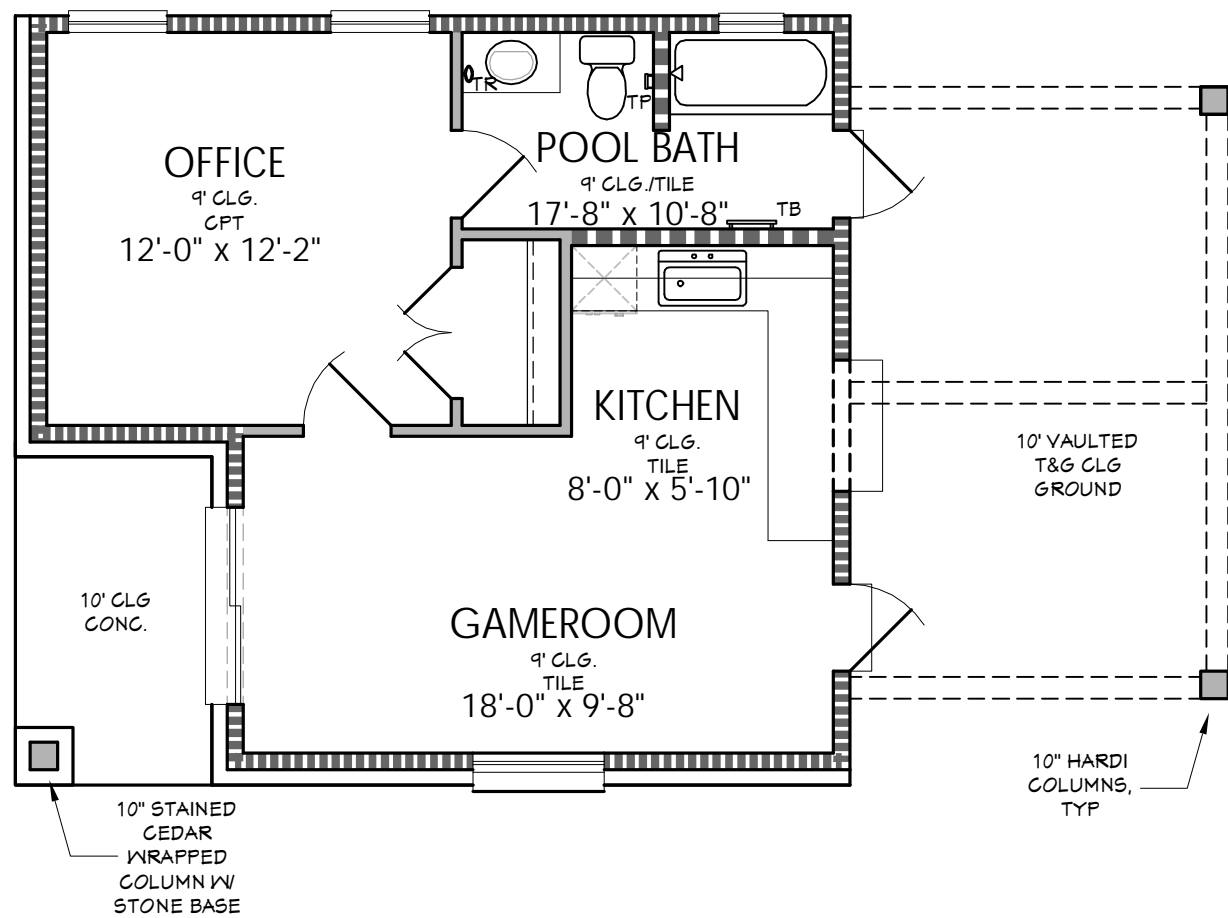 TR
TP
OFFICE
9' CLG.
CPT
12'-0" x 12'-2"
POOL BATH
9' CLG./TILE
17'-8" x 10'-8"
TB
KITCHEN
9' CLG.
TILE
8'-0" x 5'-10"
10' VAULTED
T&G CLG
GROUND
10' CLG
CONC.
GAMEROOM
9' CLG.
TILE
18'-0" x 9'-8"
10" HARDI
COLUMNS,
TYP
10" STAINED
CEDAR
WRAPPED
COLUMN W/
STONE BASE